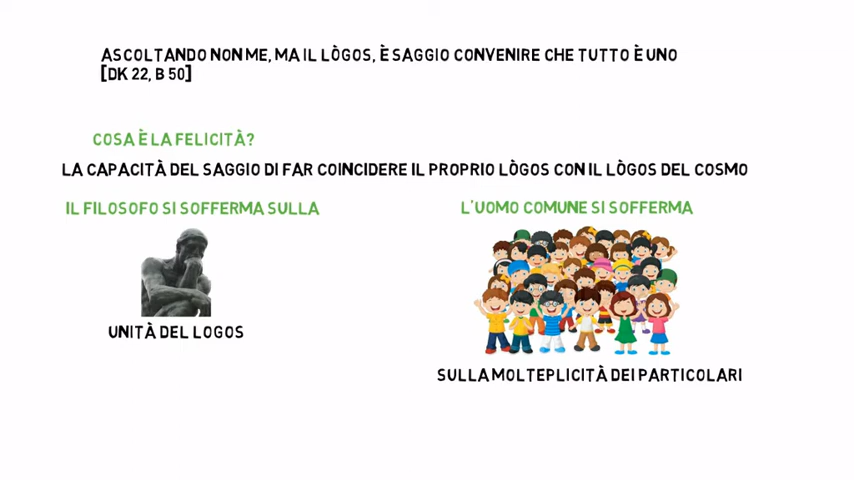 ASCOLTANDO NON ME, MA IL LÒGOS, È SAGGIO CONVENIRE CHE TUTTO È UNO
[DK 22, B 50]
COSA È LA FELICITÀ?
LA CAPACITÀ DEL SAGGIO DI FAR COINCIDERE IL PROPRIO LÒGOS CON IL LÒGOS DEL COSMO
IL FILOSOFO SI SOFFERMA SULLA
UNITÀ DEL LOGOS
L'UOMO COMUNE SI SOFFERMA
SULLA MOLTEPLICITÀ DEI PARTICOLARI